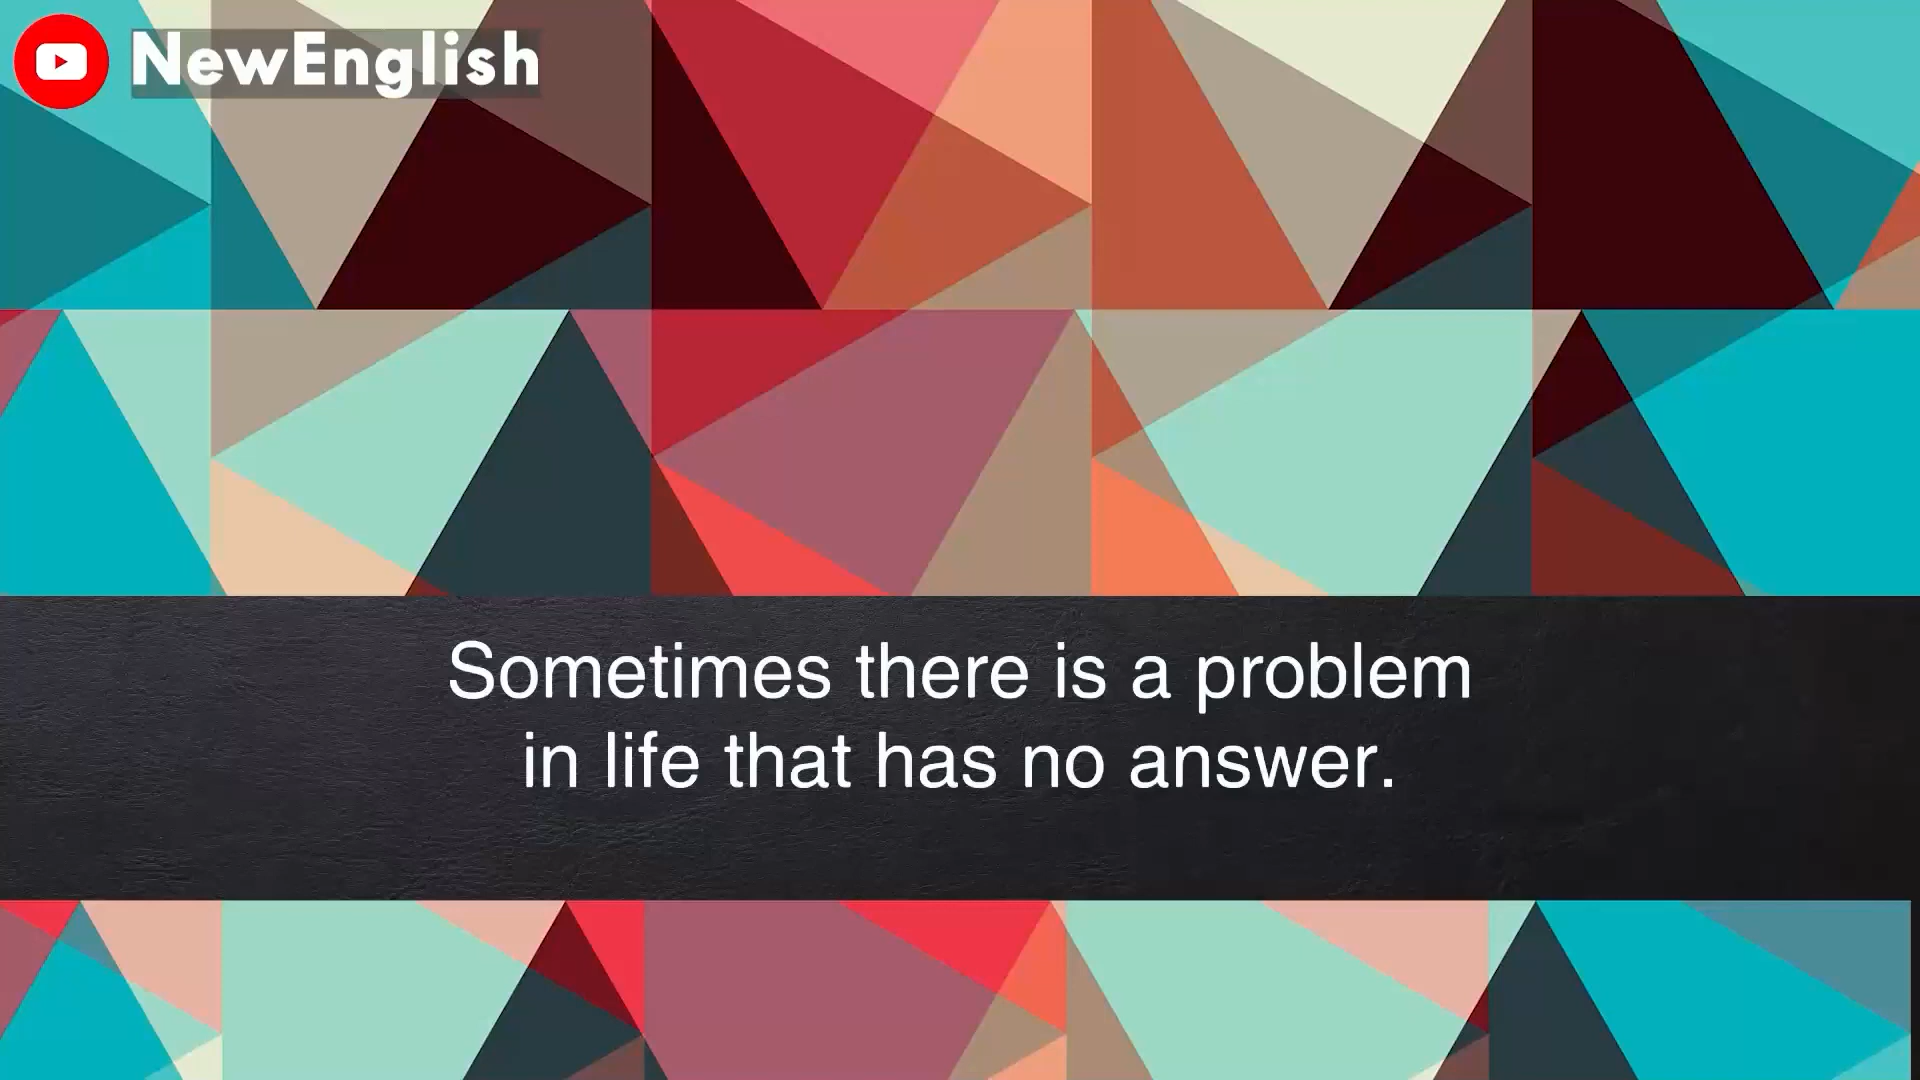 NewEnglish
Sometimes there is a problem
in life that has no answer.